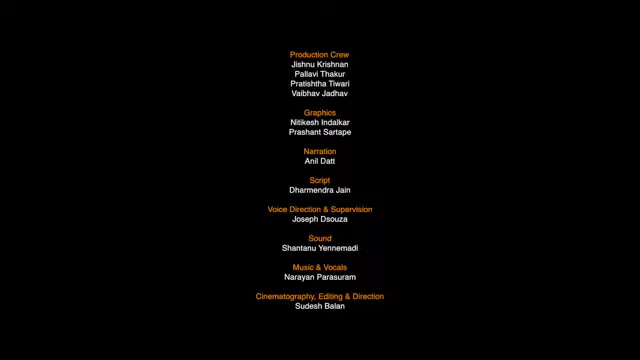 Production Crew
Jishnu Krishnan
Pallavi Thakur
Pratishtha Tiwari
Vaibhav Jadhav
Graphics
Nitikesh Indalkar
Prashant Sartape
Narration
Anil Datt
Script
Dharmendra Jain
Voice Direction & Supervision
Joseph Dsouza
Sound
Shantanu Yennemadi
Music & Vocals
Narayan Parasuram
Cinematography, Editing & Direction
Sudesh Balan